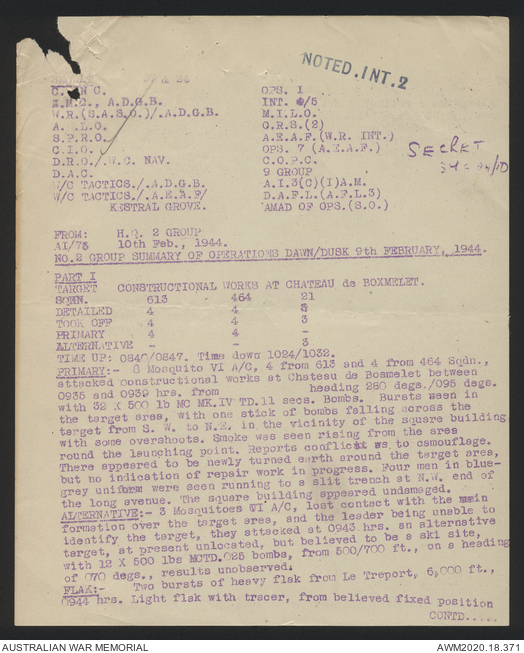 NOTED.INT.2
C. W C. OPS. 1
A.D.G.B. INT. /5
W.R.(S.A.S.O.)/.A.D.G.B. M.I.L.O.
A. .L.O. O.R.S.(2)
S.P.R.O. A.E.A.F.(W.R. INT.)
C.I.O. OPS. 7 (A.E.A.F.)
D.R.O./.W.C. NAV. C.O.P.C.
D.A.C. 9 GROUP
W/C TACTICS./.A.D.G.B. A.I.3(C)(I)A.M.
W/C TACTICS./.A.E.A.F/ D.A.F.L.(A.F.L.3)
KESTRAL GROVE. AMAD OF OPS.(S.O.)
SECRET
FROM: H.Q. 2 GROUP
AI/73 10th Feb., 1944.
NO.2 GROUP SUMMARY OF OPERATIONS DAWN/DUSK 9th FEBRUARY, 1944.
PART I
TARGET CONSTRUCTIONAL WORKS AT CHATEAU de BOXMELET.
SQDN. 613 464 21
DETAILED 4 4 3
TOOK OFF 4 4 3
PRIMARY 4 4 -
ALTERNATIVE - - 3
TIME UP: 0840/0847. Time down 1024/1032.
PRIMARY:- 8 Mosquito VI A/C, 4 from 613 and 4 from 464 Sqdn.,
attacked constructional works at Chateau de Bosmelet between
0935 and 0939 hrs. from heading 280 degs./095 degs.
with 32 X 500 lb MC MK.IV TD.11 secs. Bombs. Bursts seen in
the target area, with one stick of bombs falling across the
target from S. W. to N.E. in the vicinity of the square building
with some overshoots. Smoke was seen rising from the area
round the launching point. Reports conflict as to camouflage.
There appeared to be newly turned earth around the target area,
but no indication of repair work in progress. Four men in blue-
grey uniform were seen running to a slit trench at N.W. end of
the long avenue. The square building appeared undamaged.
ALTERNATIVE:- 3 Mosquitoes VI A/C, lost contact with the main
formation over the target area, and the leader being unable to
identify the target, they attacked at 0943 hrs. an alternative
target, at present unlocated, but believed to be a ski site,
with 12 X 500 lbs MCTD.025 bombs, from 500/700 ft., on a heading
of 070 degs., results unobserved.
FLAK:- Two bursts of heavy flak from Le Treport, 6,000 ft.,
0944 hrs. Light flak with tracer, from believed fixed position
CONTD.....
AUSTRALIAN WAR MEMORIAL AWM2020.18.371